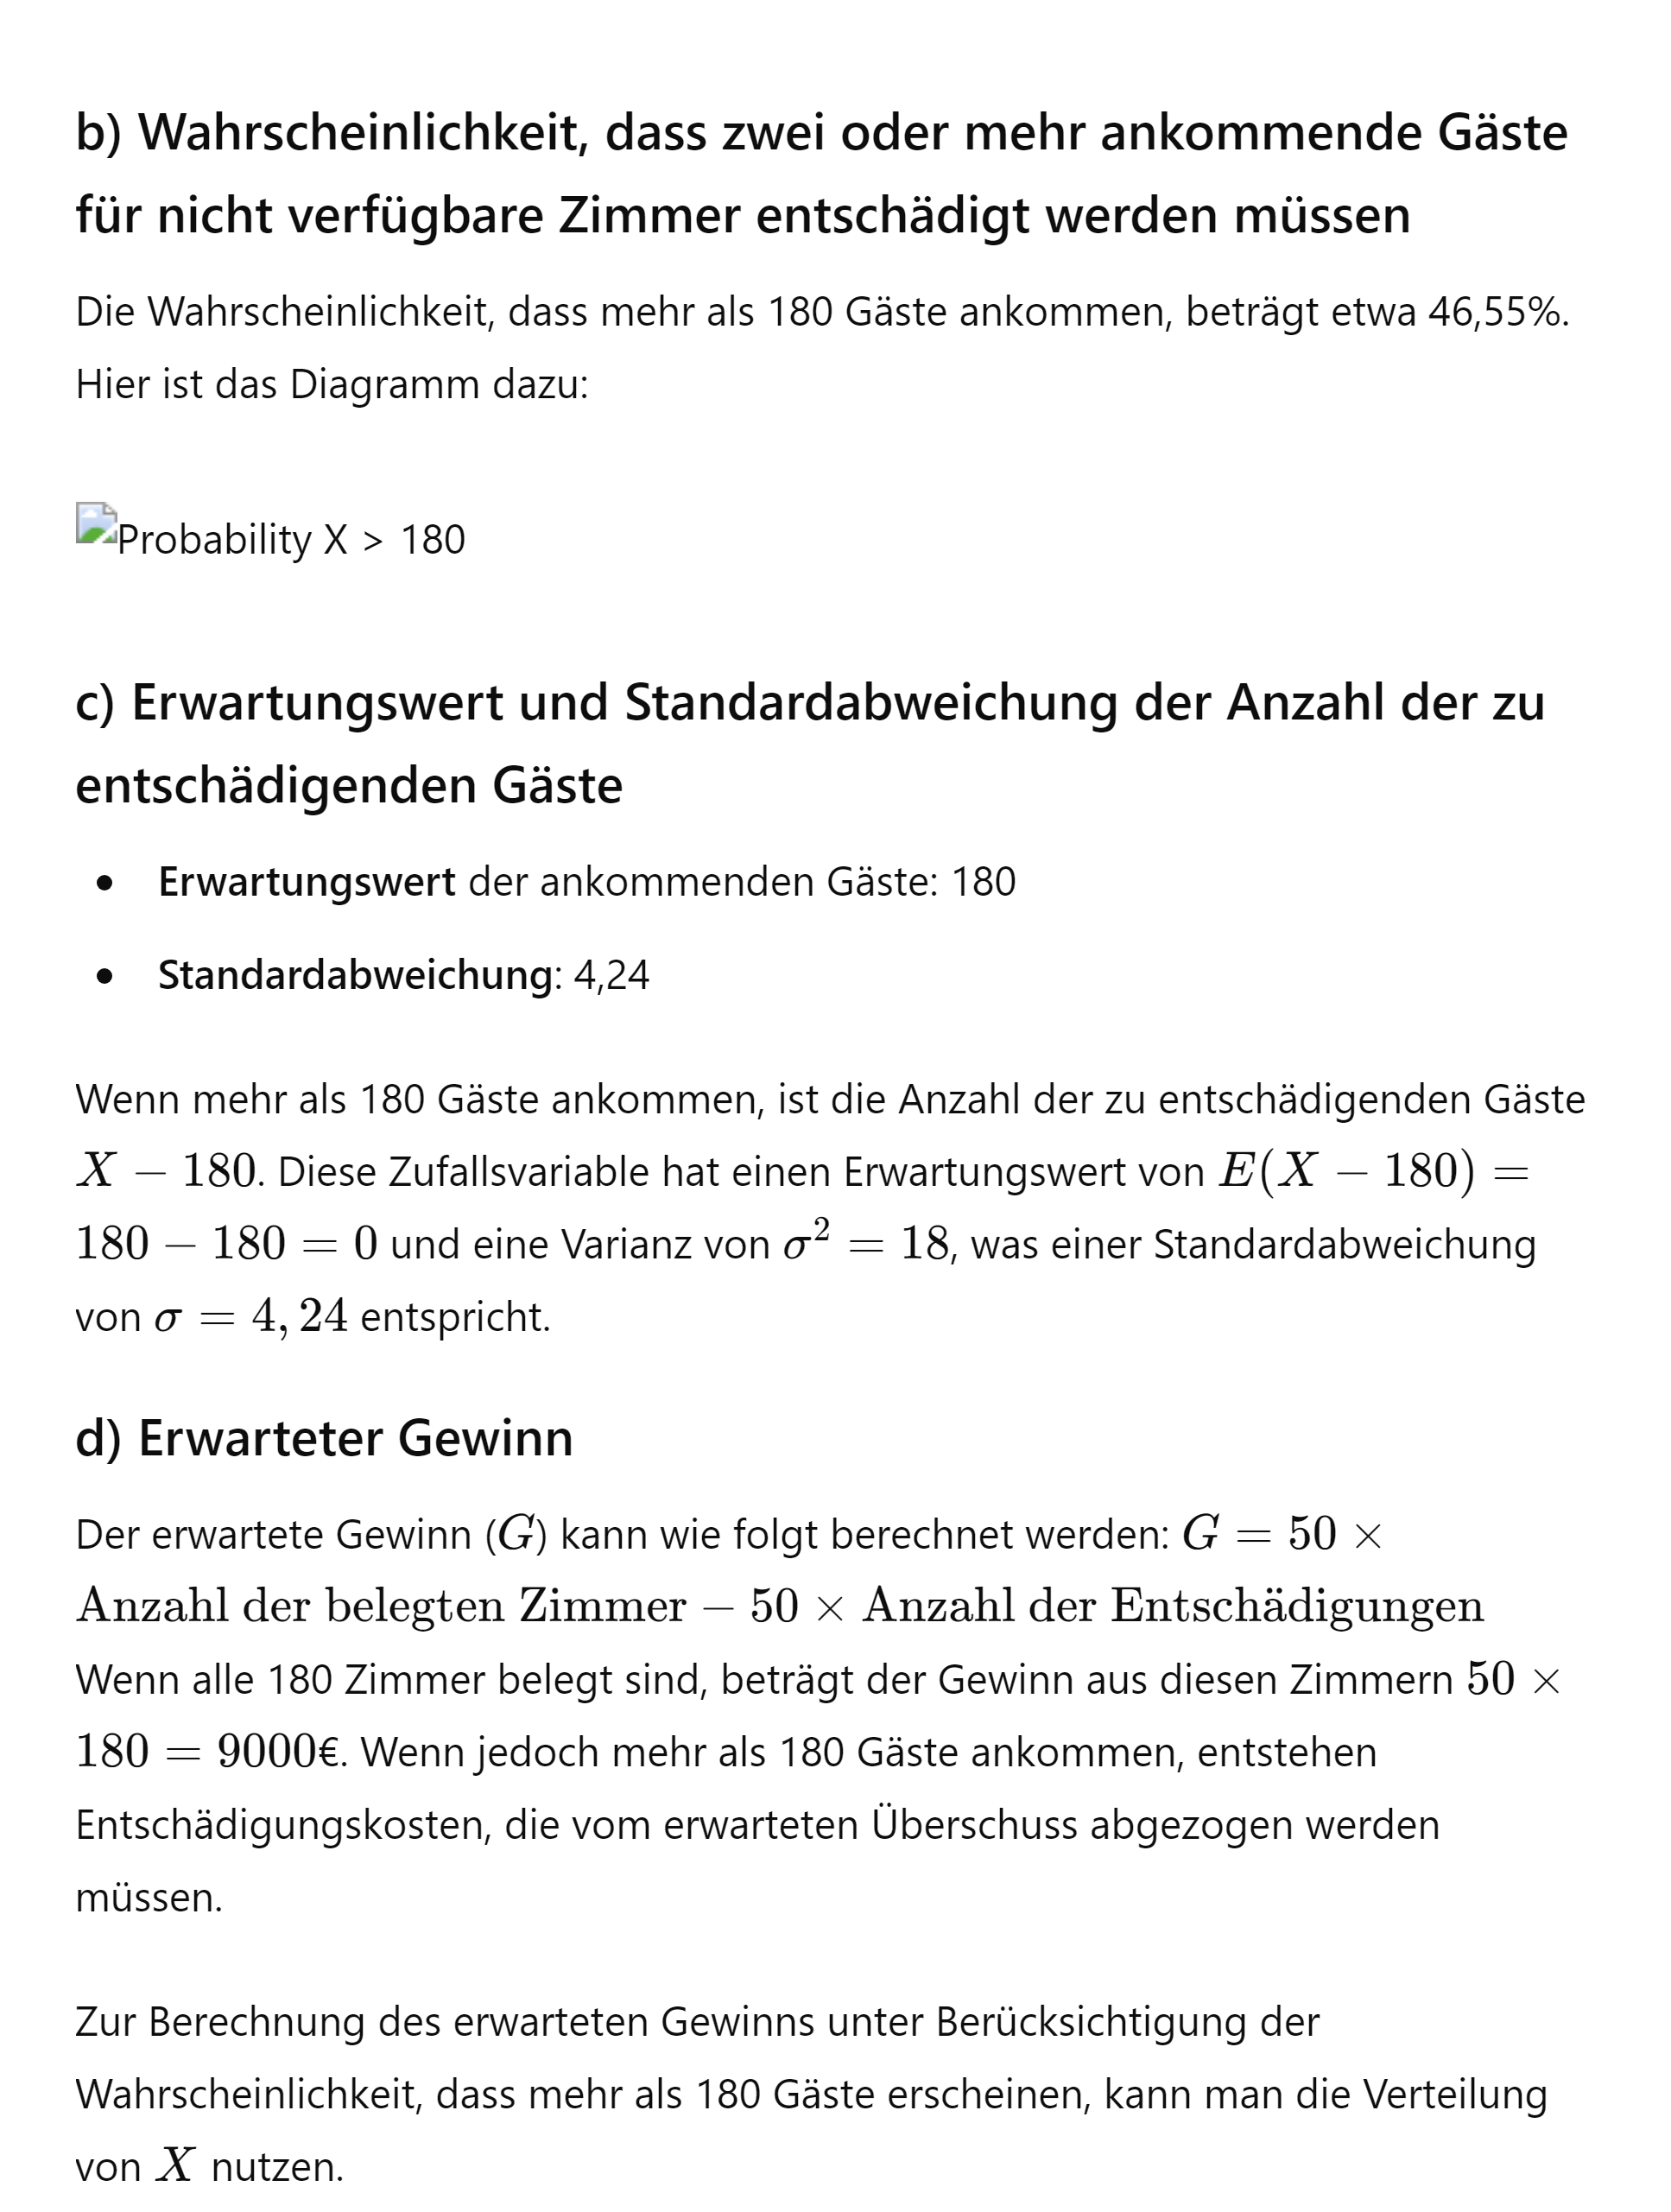 b) Wahrscheinlichkeit, dass zwei oder mehr ankommende Gäste
für nicht verfügbare Zimmer entschädigt werden müssen
Die Wahrscheinlichkeit, dass mehr als 180 Gäste ankommen, beträgt etwa 46,55%.
Hier ist das Diagramm dazu:
Probability X > 180
c) Erwartungswert und Standardabweichung der Anzahl der zu
entschädigenden Gäste
• Erwartungswert der ankommenden Gäste: 180
• Standardabweichung: 4,24
Wenn mehr als 180 Gäste ankommen, ist die Anzahl der zu entschädigenden Gäste
X − 180. Diese Zufallsvariable hat einen Erwartungswert von E(X − 180) =
180 − 180 = 0 und eine Varianz von σ² = 18, was einer Standardabweichung
von σ = 4, 24 entspricht.
d) Erwarteter Gewinn
Der erwartete Gewinn (G) kann wie folgt berechnet werden: G = 50 ×
Anzahl der belegten Zimmer − 50 × Anzahl der Entschädigungen
Wenn alle 180 Zimmer belegt sind, beträgt der Gewinn aus diesen Zimmern 50 ×
180 = 9000€. Wenn jedoch mehr als 180 Gäste ankommen, entstehen
Entschädigungskosten, die vom erwarteten Überschuss abgezogen werden
müssen.
Zur Berechnung des erwarteten Gewinns unter Berücksichtigung der
Wahrscheinlichkeit, dass mehr als 180 Gäste erscheinen, kann man die Verteilung
von X nutzen.